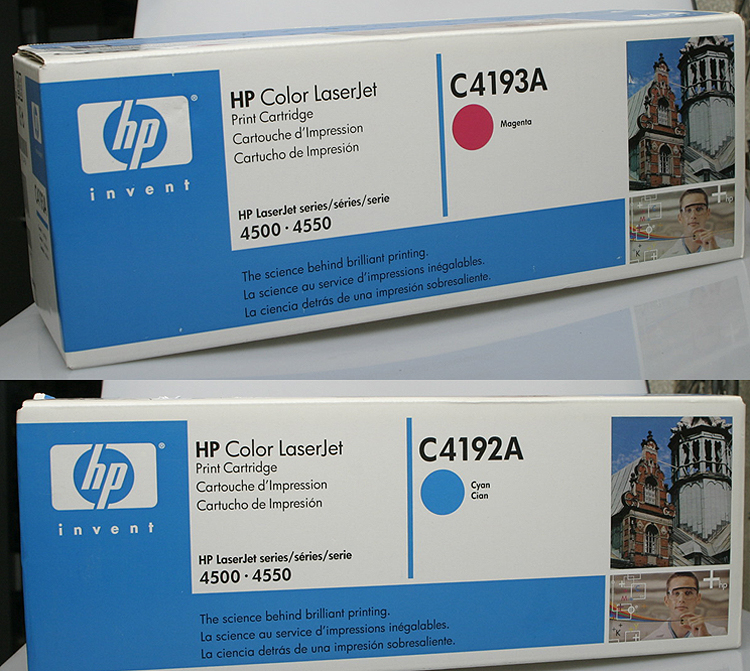 hp
invent
HP Color LaserJet
Print Cartridge
Cartouche d'Impression
Cartucho de Impresión
HP LaserJet series/séries/serie
4500 · 4550
C4193A
Magenta
The science behind brilliant printing.
La science au service d'impressions inégalables.
La ciencia detrás de una impresión sobresaliente.
+hp
K
hp
invent
HP Color LaserJet
Print Cartridge
Cartouche d'Impression
Cartucho de Impresión
HP LaserJet series/séries/serie
4500 · 4550
C4192A
Cyan
Cian
The science behind brilliant printing.
La science au service d'impressions inégalables.
La ciencia detrás de una impresión sobresaliente.
+hp
K